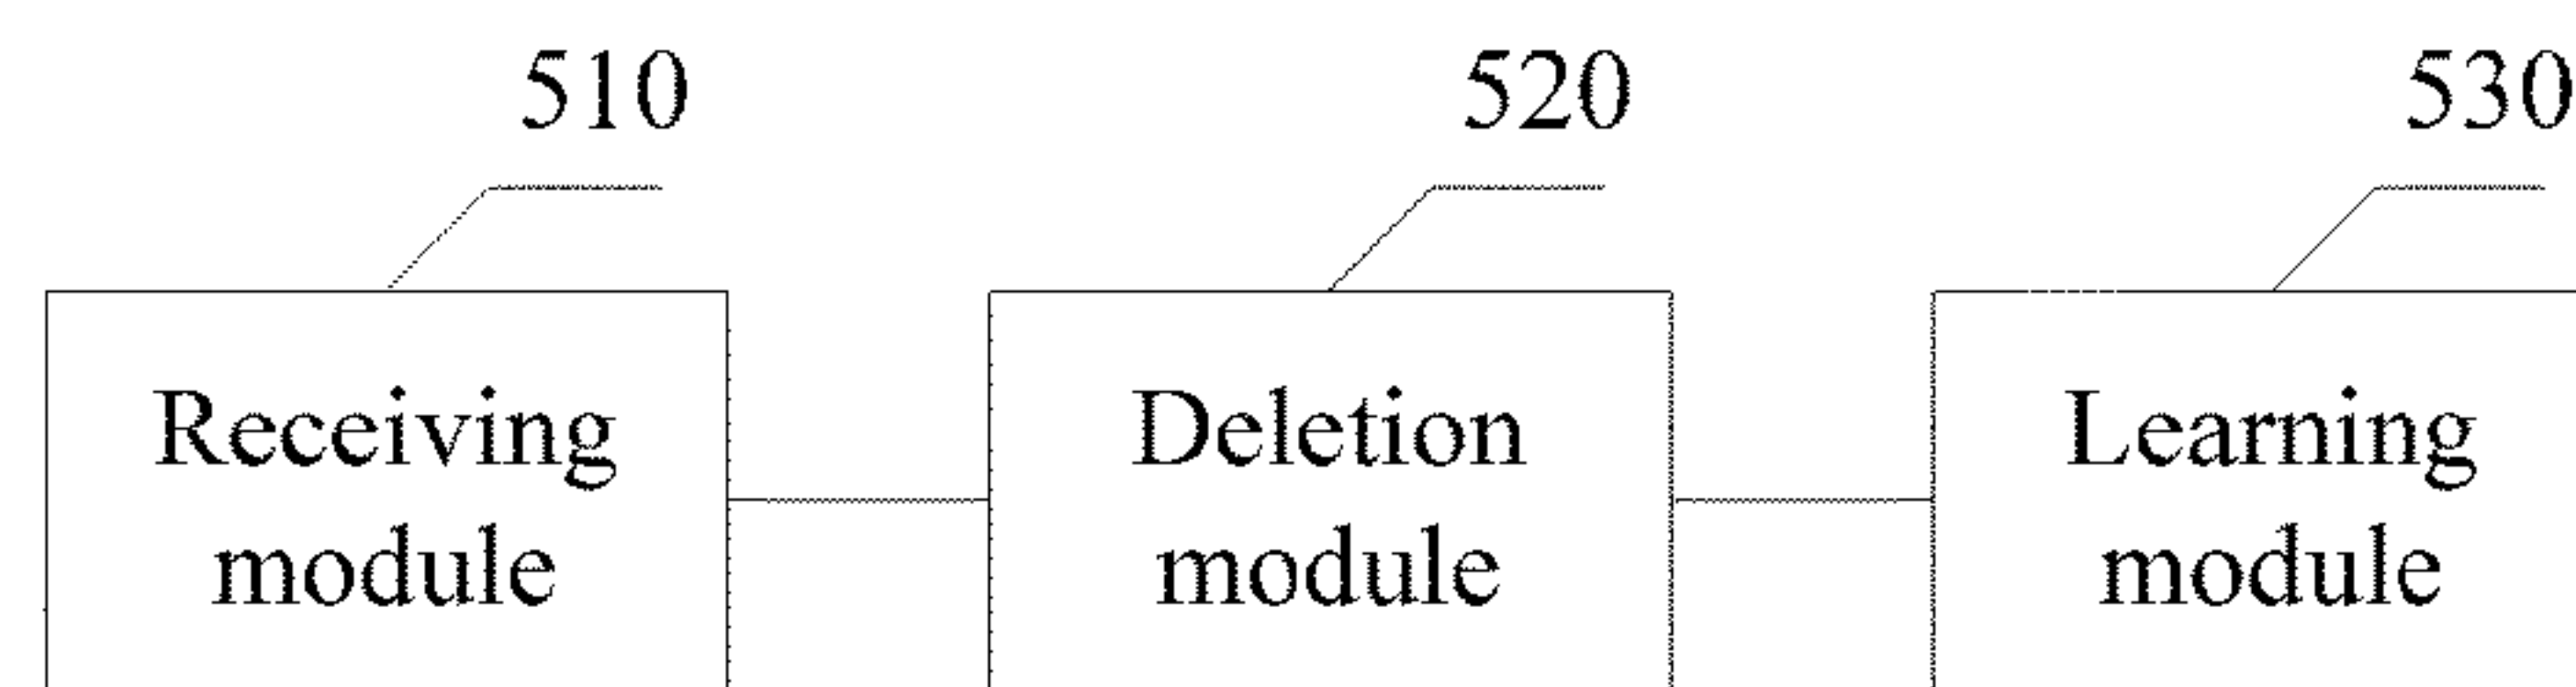 510
520
530
Receiving
module
Deletion
module
Learning
module